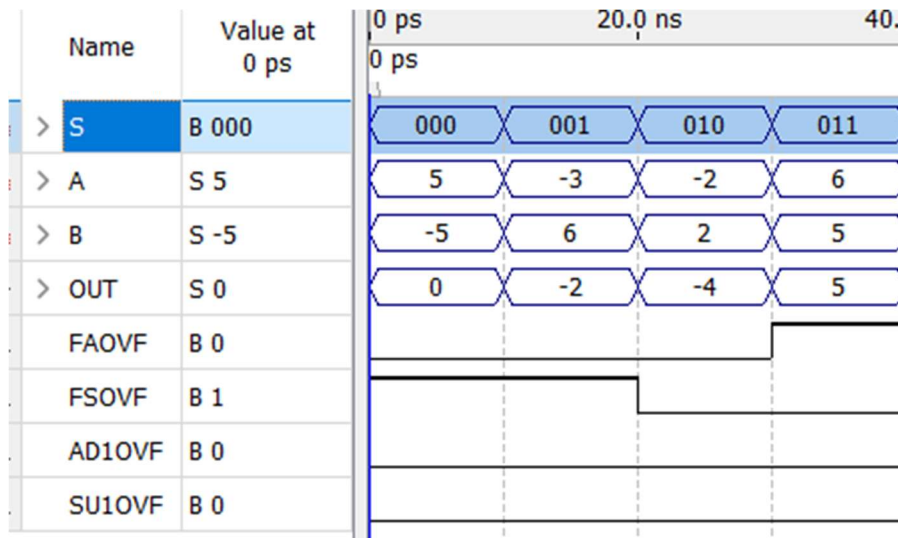 0 ps 20.0 ns 40.
Name Value at 0 ps
0 ps
S B 000 000 001 010 011
A S 5 5 -3 -2 6
B S -5 -5 6 2 5
OUT S 0 0 -2 -4 5
FAOVF B 0
FSOVF B 1
AD1OVF B 0
SU1OVF B 0